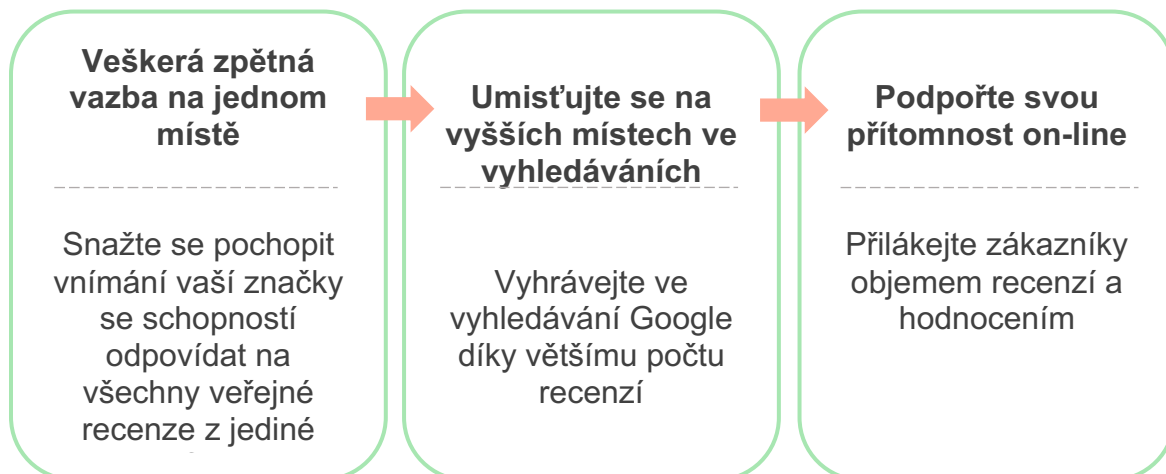 Veškerá zpětná
vazba na jednom
místě
Snažte se pochopit
vnímání vaší značky
se schopností
odpovídat na
všechny veřejné
recenze z jediné
Umisťujte se na
vyšších místech ve
vyhledáváních
Vyhrávejte ve
vyhledávání Google
díky většímu počtu
recenzí
Podpořte svou
přítomnost on-line
Přilákejte zákazníky
objemem recenzí a
hodnocením